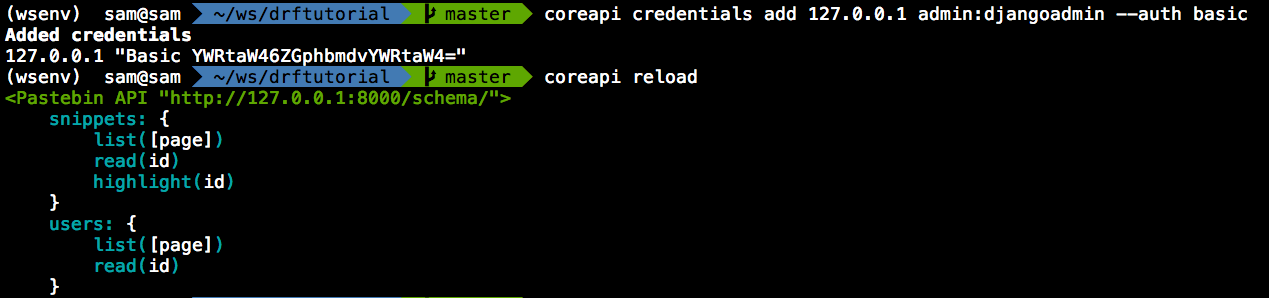 (wsenv) sam@sam ~/ws/drftutorial master coreapi credentials add 127.0.0.1 admin:djangoadmin --auth basic
Added credentials
127.0.0.1 "Basic YWRtaW46ZGphbmdvYWRtaW4="
(wsenv) sam@sam ~/ws/drftutorial master coreapi reload
<Pastebin API "http://127.0.0.1:8000/schema/">
    snippets: {
        list([page])
        read(id)
        highlight(id)
    }
    users: {
        list([page])
        read(id)
    }